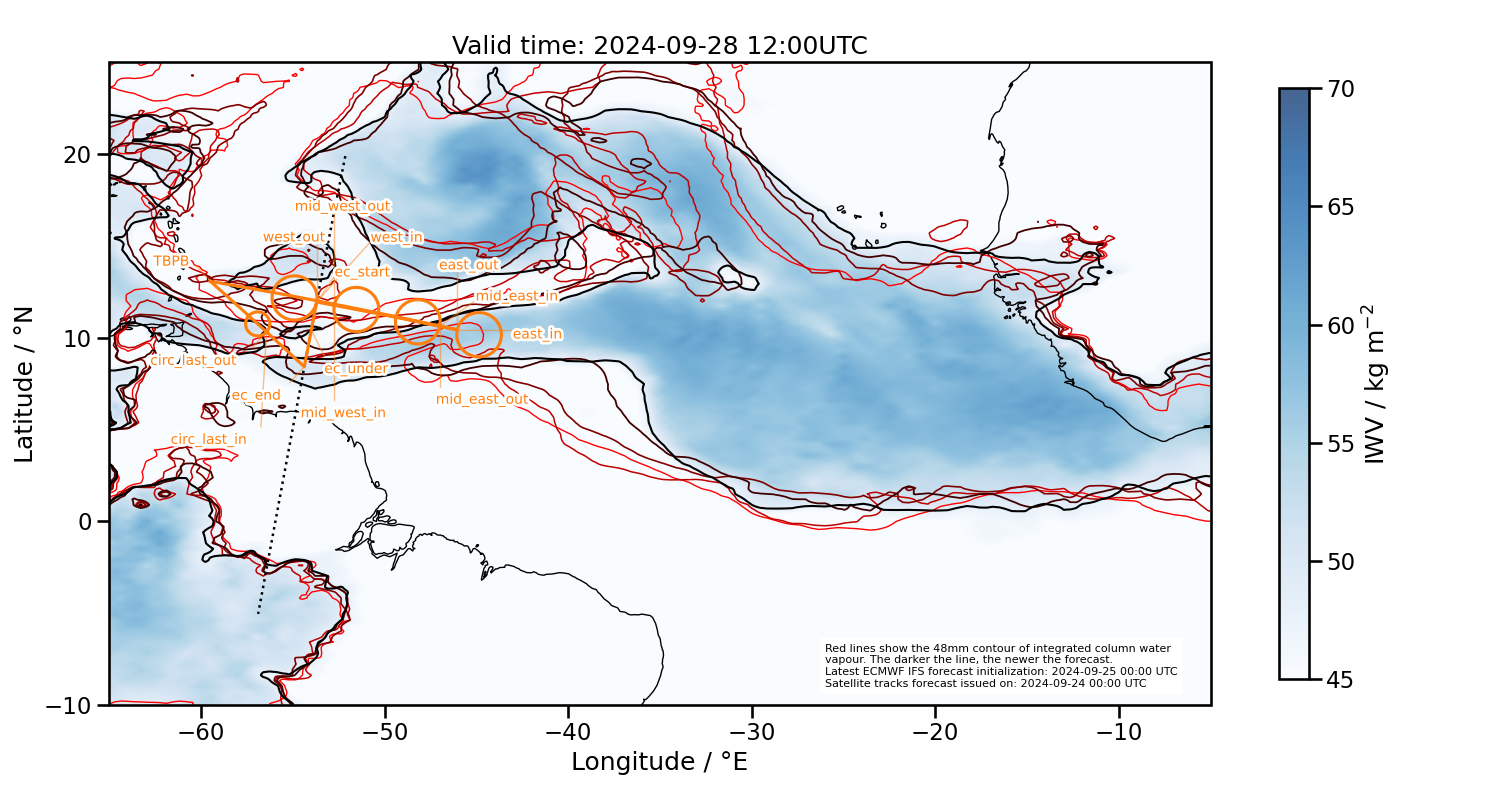 Valid time: 2024-09-28 12:00UTC
70
65
60
55
50
45
IWV / kg m⁻²
20
10
0
−10
Latitude / °N
mid_west_out
west_out
west_in
TBPB
ec_start
east_out
mid_east_in
east_in
circ_last_out
ec_under
ec_end
mid_east_out
mid_west_in
circ_last_in
Red lines show the 48mm contour of integrated column water
vapour. The darker the line, the newer the forecast.
Latest ECMWF IFS forecast initialization: 2024-09-25 00:00 UTC
Satellite tracks forecast issued on: 2024-09-24 00:00 UTC
−60
−50
−40
−30
−20
−10
Longitude / °E